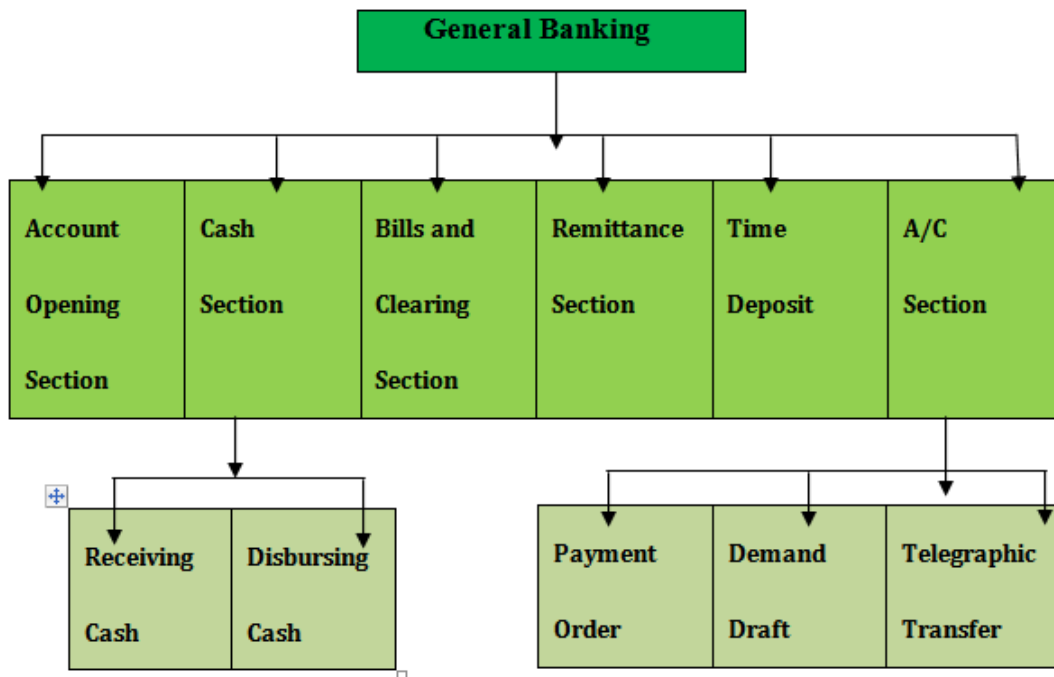 General Banking
Account
Opening
Section
Cash
Section
Bills and
Clearing
Section
Remittance
Section
Time
Deposit
A/C
Section
Receiving
Cash
Disbursing
Cash
Payment
Order
Demand
Draft
Telegraphic
Transfer